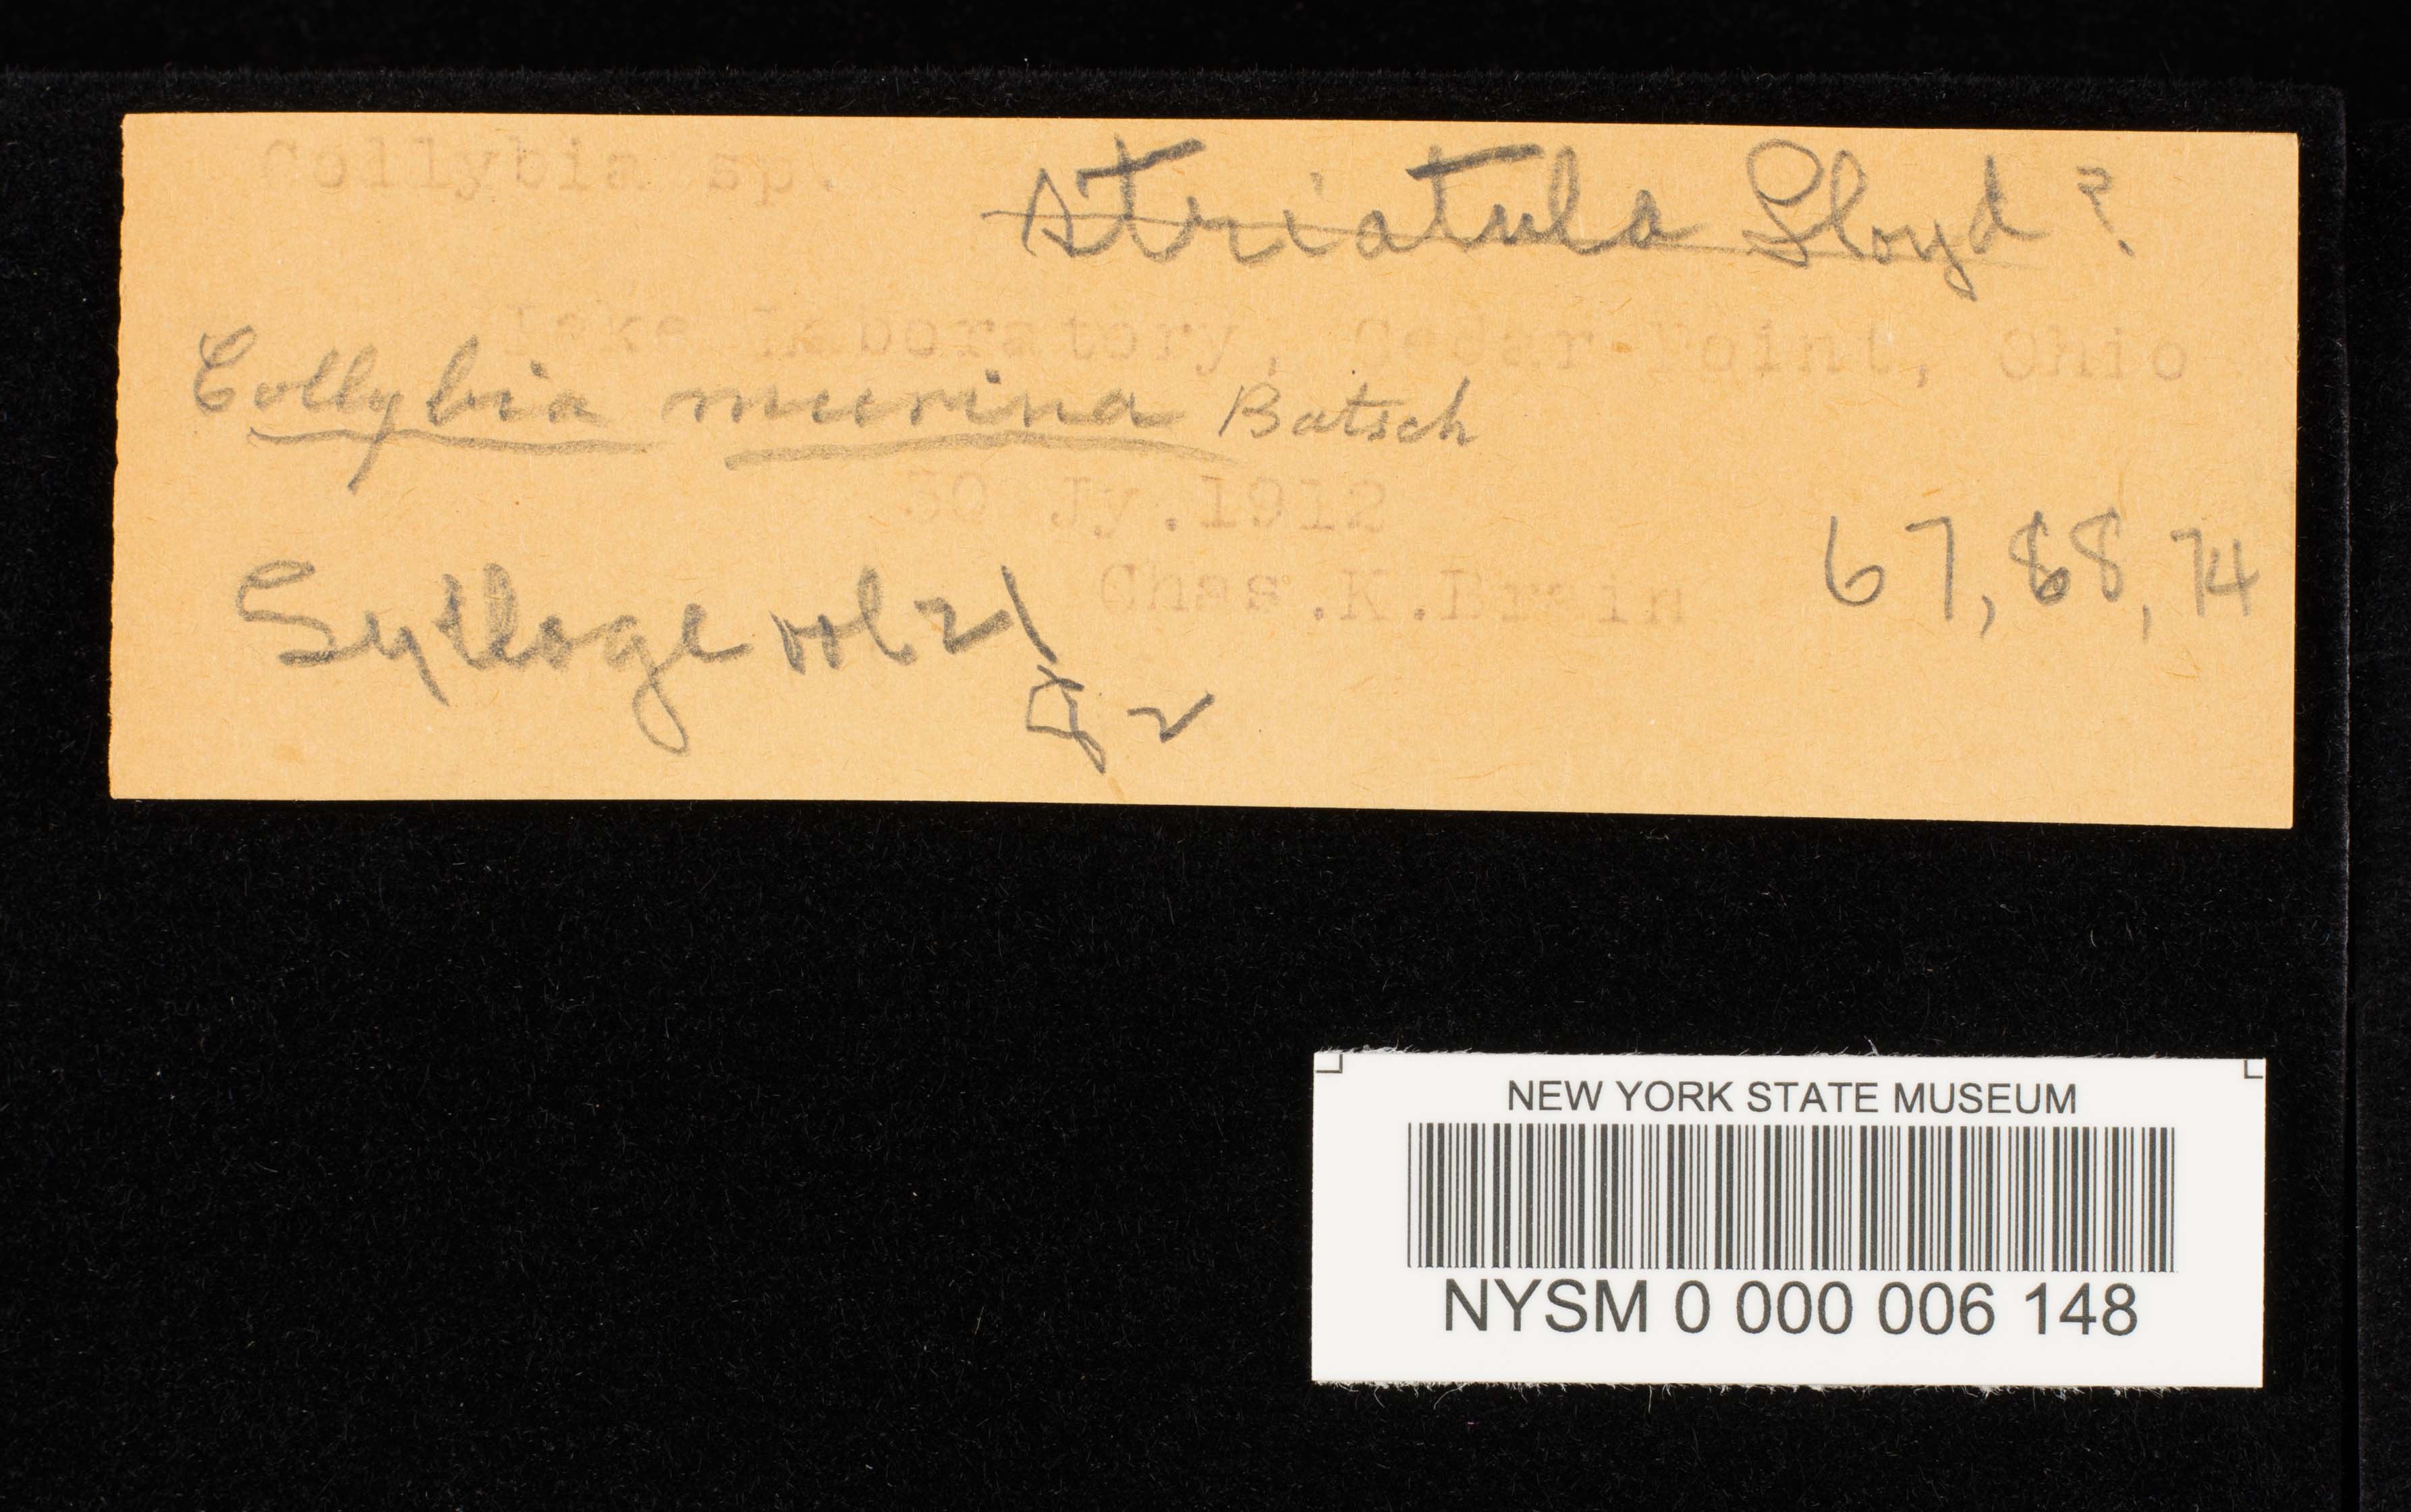 Collybia sp. striatula Lloyd ?
Lake Laboratory, Cedar Point, Ohio
Collybia murina Batsch
30 Jy.1912
67, 68, 74
Chas.K.Brain
Sylloge vol 21
NEW YORK STATE MUSEUM
NYSM 0 000 006 148